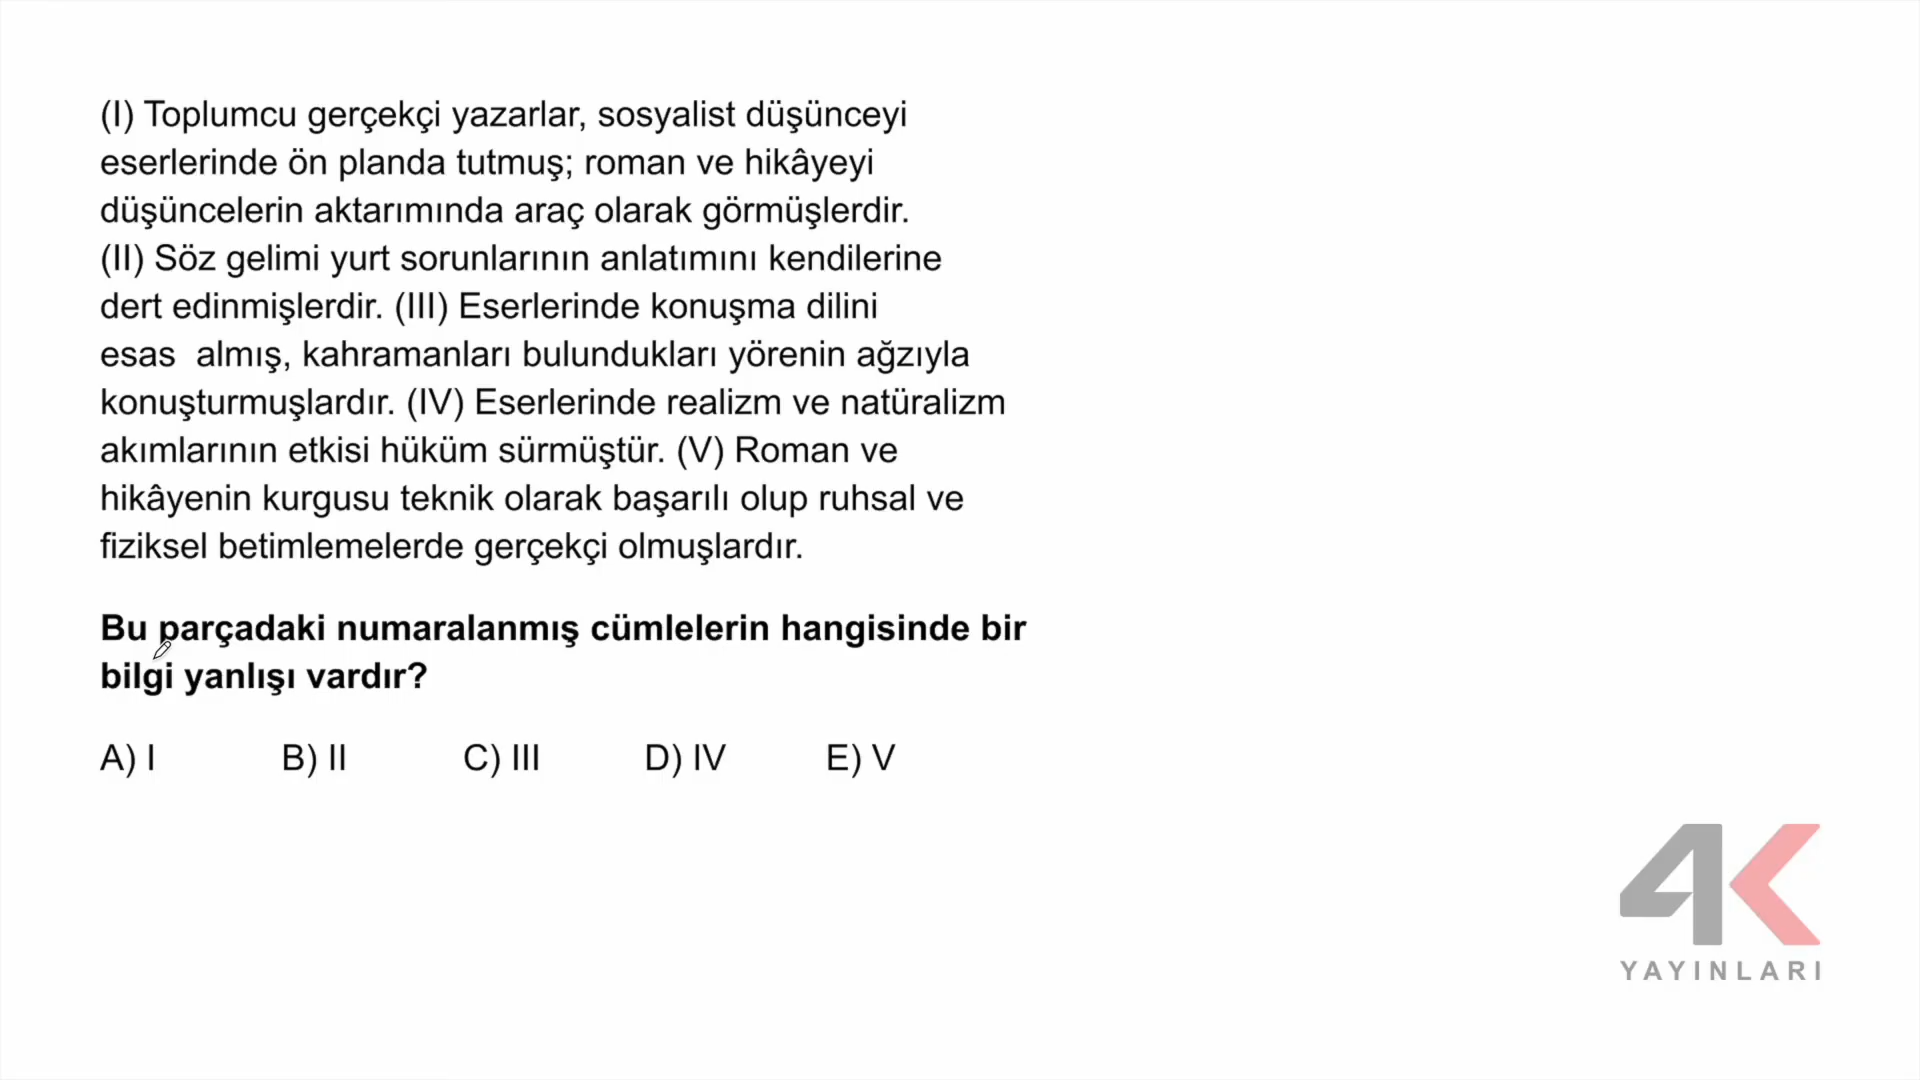 (I) Toplumcu gerçekçi yazarlar, sosyalist düşünceyi
eserlerinde ön planda tutmuş; roman ve hikâyeyi
düşüncelerin aktarımında araç olarak görmüşlerdir.
(II) Söz gelimi yurt sorunlarının anlatımını kendilerine
dert edinmişlerdir. (III) Eserlerinde konuşma dilini
esas  almış, kahramanları bulundukları yörenin ağzıyla
konuşturmuşlardır. (IV) Eserlerinde realizm ve natüralizm
akımlarının etkisi hüküm sürmüştür. (V) Roman ve
hikâyenin kurgusu teknik olarak başarılı olup ruhsal ve
fiziksel betimlemelerde gerçekçi olmuşlardır.
Bu parçadaki numaralanmış cümlelerin hangisinde bir
bilgi yanlışı vardır?
A) I B) II C) III D) IV E) V
4K
YAYINLARI